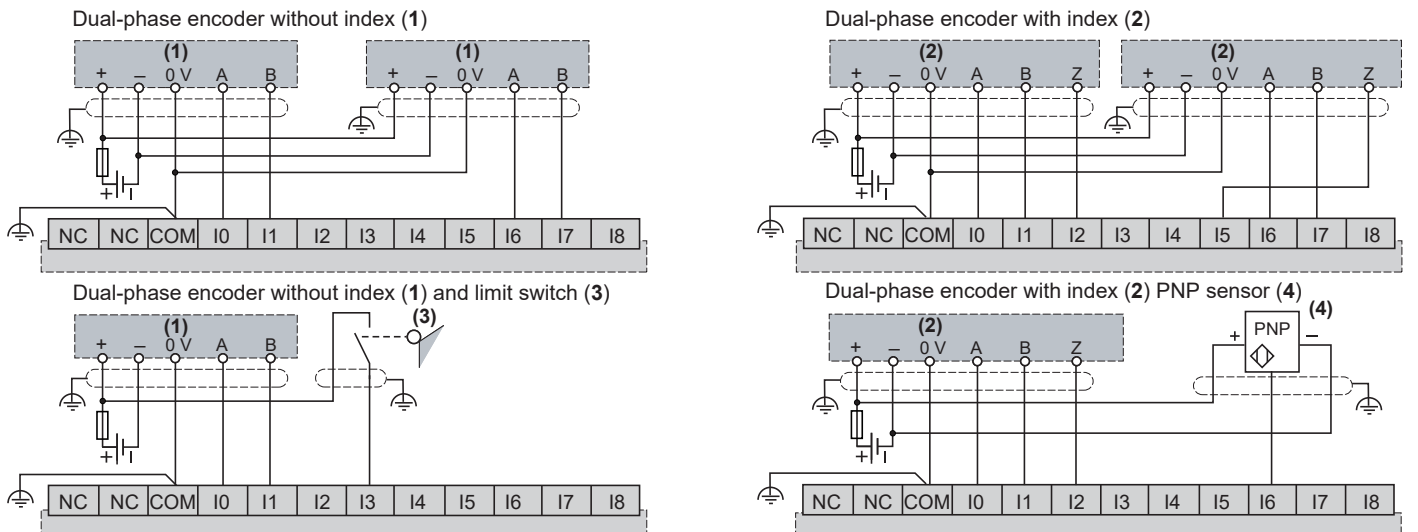 Dual-phase encoder without index (1)
(1) (1)
+ – 0 V A B + – 0 V A B
+ –
NC NC COM I0 I1 I2 I3 I4 I5 I6 I7 I8
Dual-phase encoder with index (2)
(2) (2)
+ – 0 V A B Z + – 0 V A B Z
+ –
NC NC COM I0 I1 I2 I3 I4 I5 I6 I7 I8
Dual-phase encoder without index (1) and limit switch (3)
(1) (3)
+ – 0 V A B
+ –
NC NC COM I0 I1 I2 I3 I4 I5 I6 I7 I8
Dual-phase encoder with index (2) PNP sensor (4)
(2) (4)
+ PNP –
+ – 0 V A B Z
+ –
NC NC COM I0 I1 I2 I3 I4 I5 I6 I7 I8